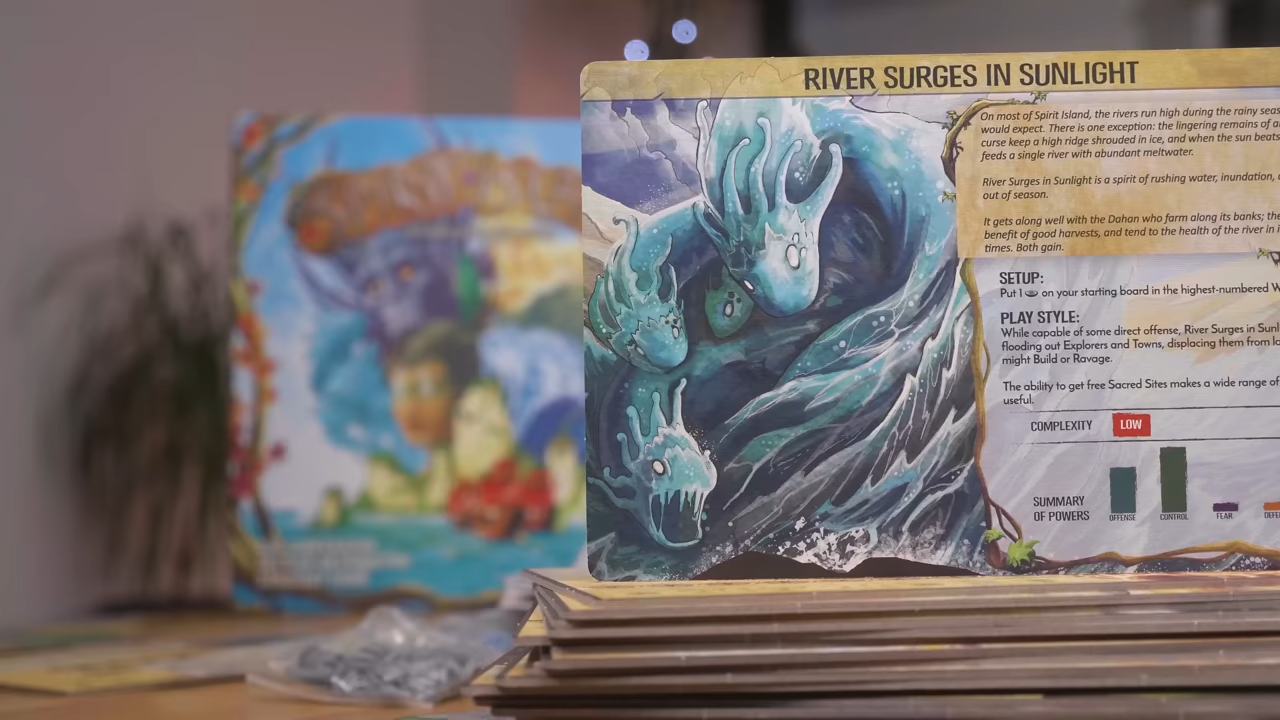 RIVER SURGES IN SUNLIGHT
On most of Spirit Island, the rivers run high during the rainy
would expect. There is one exception: the lingering remains of
curse keep a high ridge shrouded in ice, and when the sun beats
feeds a single river with abundant meltwater.
River Surges in Sunlight is a spirit of rushing water, inundation,
out of season.
It gets along well with the Dahan who farm along its banks;
benefit of good harvests, and tend to the health of the river in
times. Both gain.
SETUP:
Put 1 on your starting board in the highest-numbered
PLAY STYLE:
While capable of some direct offense, River Surges in
flooding out Explorers and Towns, displacing them from
might Build or Ravage.
The ability to get free Sacred Sites makes a wide range of
useful.
COMPLEXITY LOW
SUMMARY
OF POWERS
OFFENSE CONTROL FEAR